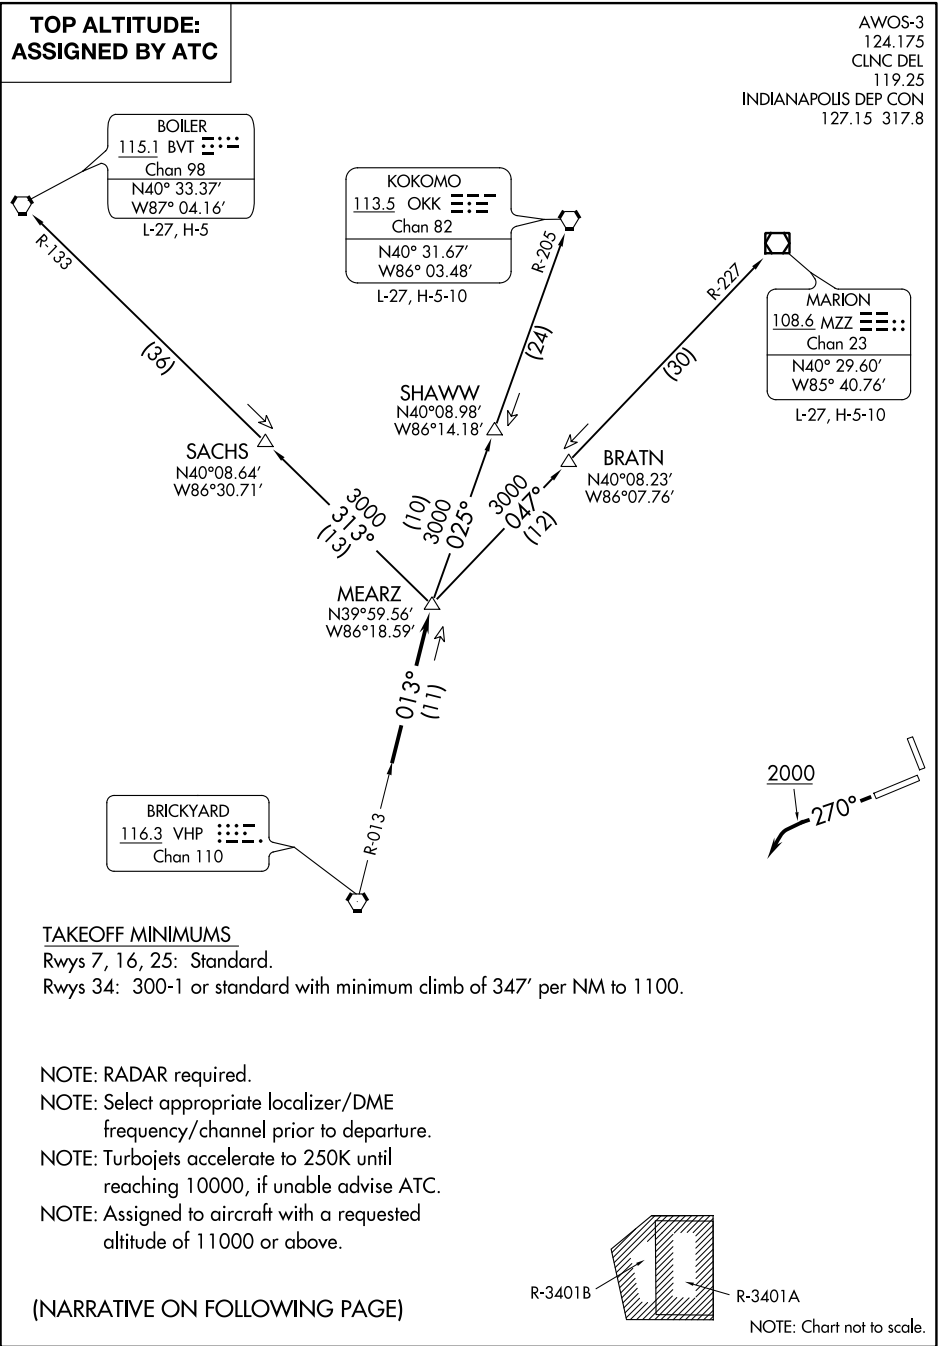 TOP ALTITUDE:
ASSIGNED BY ATC
AWOS-3
124.175
CLNC DEL
119.25
INDIANAPOLIS DEP CON
127.15 317.8
BOILER
115.1 BVT
Chan 98
N40° 33.37'
W87° 04.16'
L-27, H-5
KOKOMO
113.5 OKK
Chan 82
N40° 31.67'
W86° 03.48'
L-27, H-5-10
MARION
108.6 MZZ
Chan 23
N40° 29.60'
W85° 40.76'
L-27, H-5-10
R-133
R-205
R-227
(36)
(24)
(30)
SHAWW
N40°08.98'
W86°14.18'
SACHS
N40°08.64'
W86°30.71'
BRATN
N40°08.23'
W86°07.76'
3000
313°
(13)
(10)
3000
025°
3000
047°
(12)
MEARZ
N39°59.56'
W86°18.59'
013°
(11)
R-013
BRICKYARD
116.3 VHP
Chan 110
2000
270°
TAKEOFF MINIMUMS
Rwys 7, 16, 25: Standard.
Rwys 34: 300-1 or standard with minimum climb of 347' per NM to 1100.
NOTE: RADAR required.
NOTE: Select appropriate localizer/DME
frequency/channel prior to departure.
NOTE: Turbojets accelerate to 250K until
reaching 10000, if unable advise ATC.
NOTE: Assigned to aircraft with a requested
altitude of 11000 or above.
(NARRATIVE ON FOLLOWING PAGE)
R-3401B
R-3401A
NOTE: Chart not to scale.